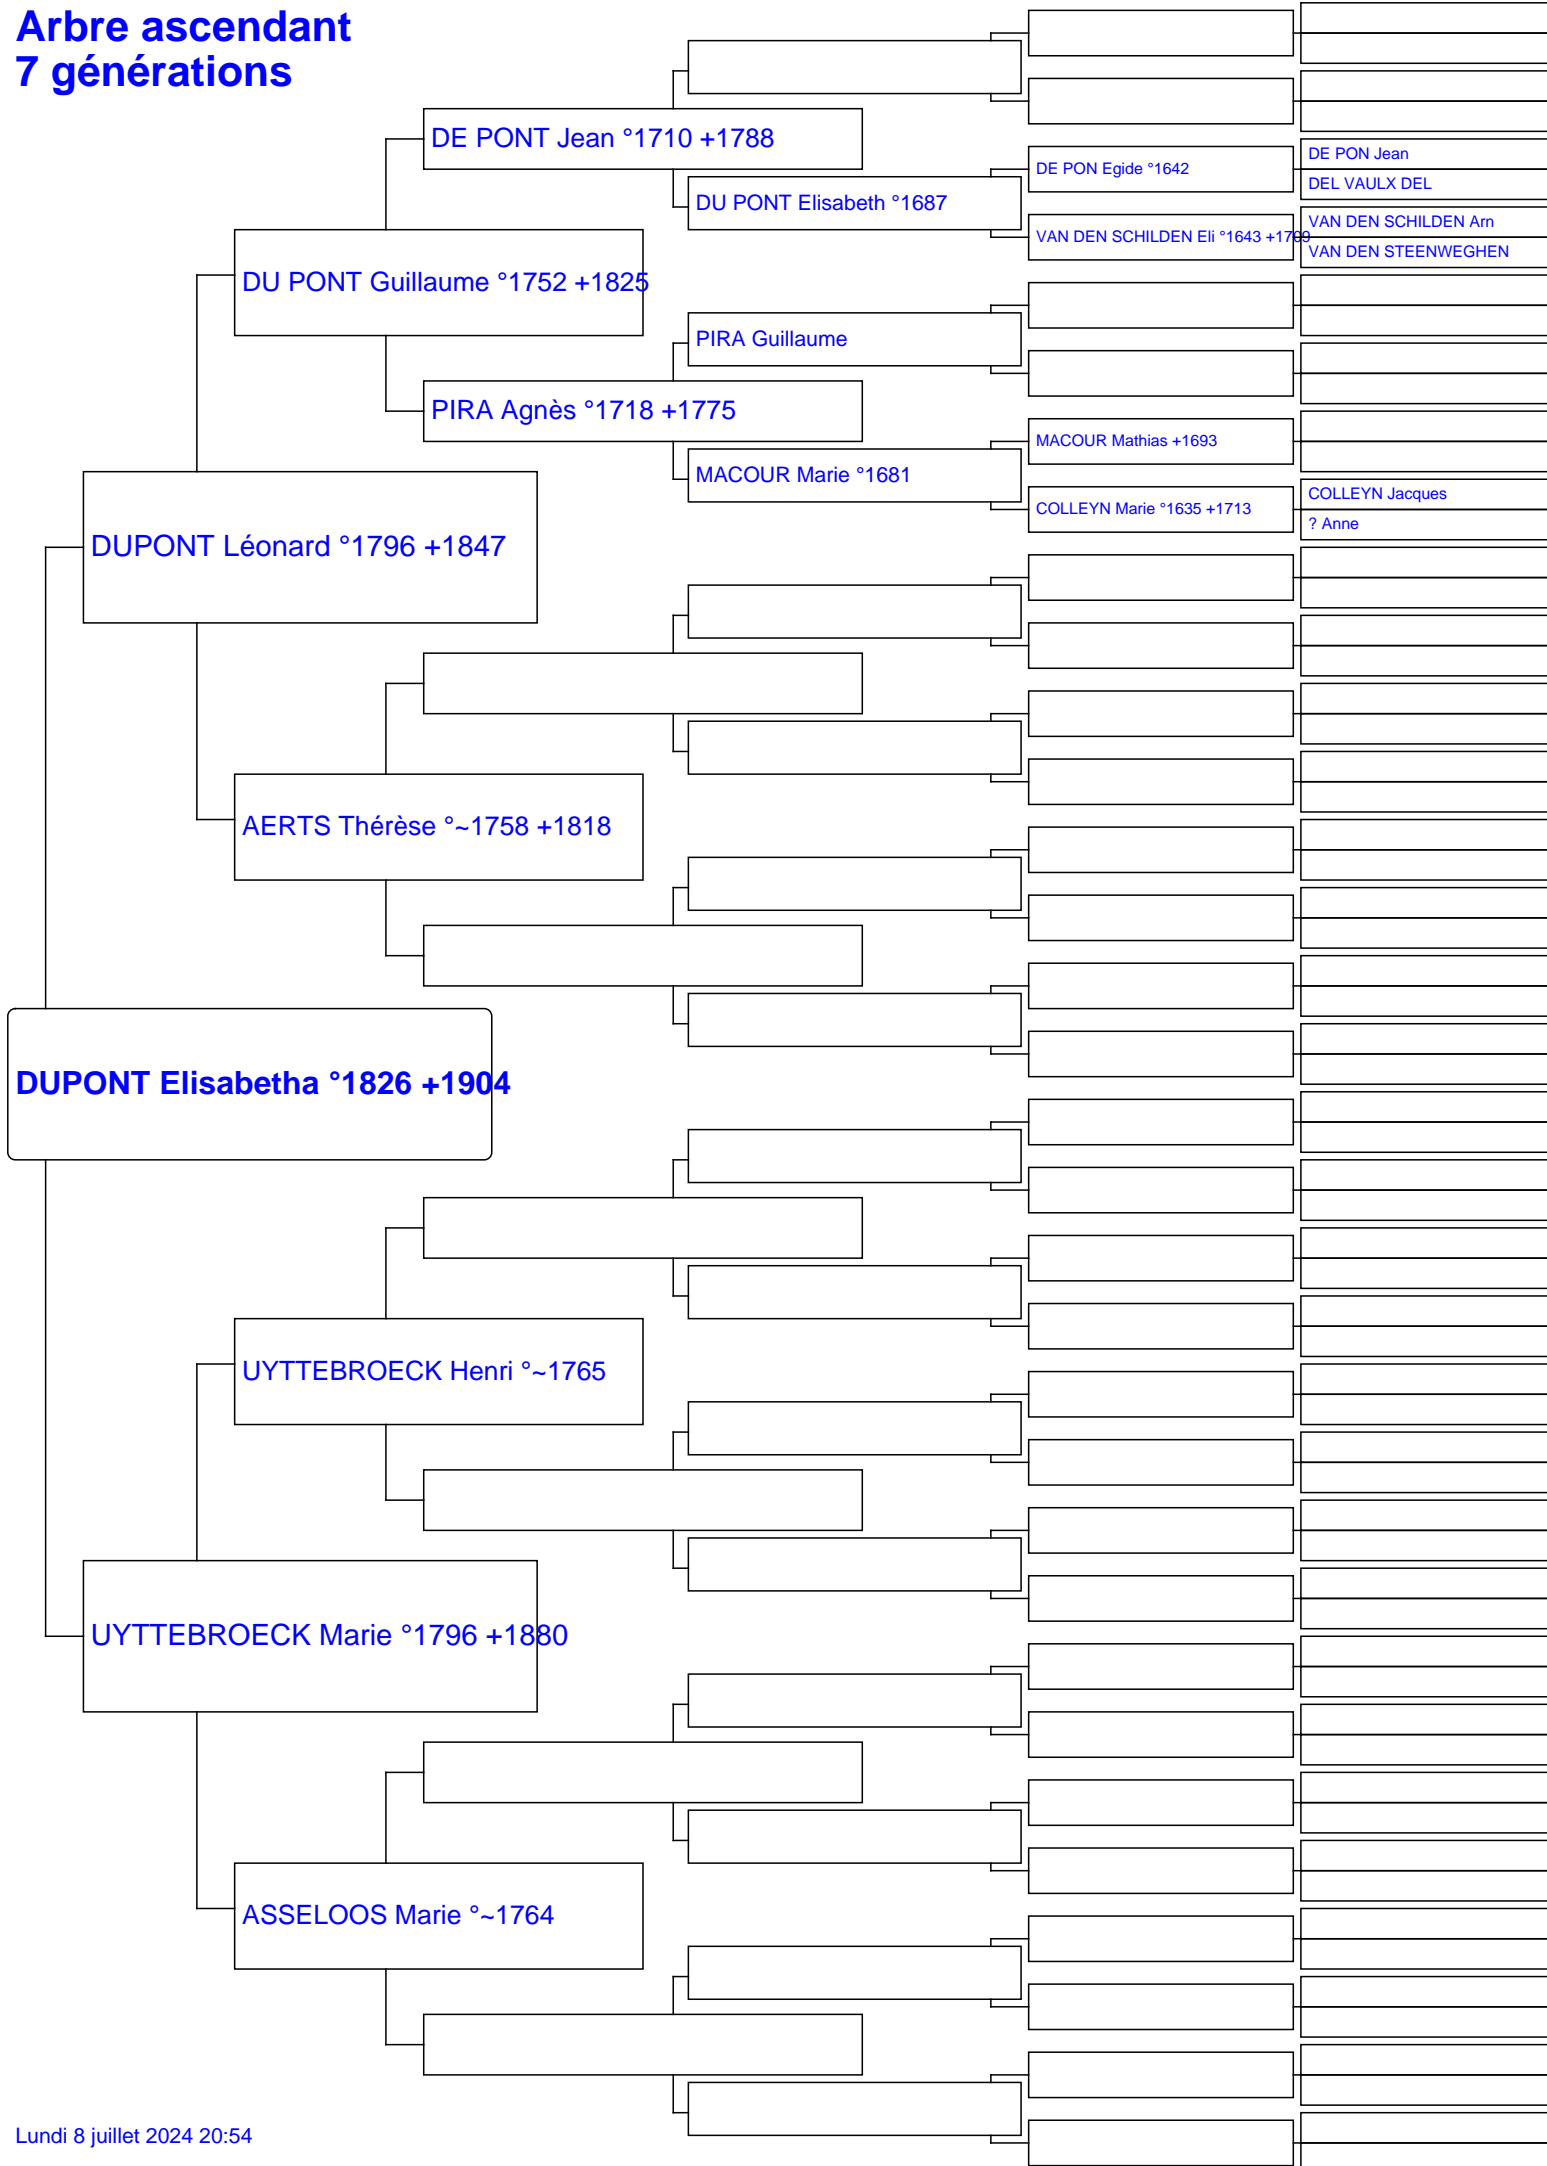 Arbre ascendant
7 générations
DE PONT Jean °1710 +1788
DE PON Egide °1642
DE PON Jean
DEL VAULX DEL
DU PONT Elisabeth °1687
VAN DEN SCHILDEN Eli °1643 +1709
VAN DEN SCHILDEN Arn
VAN DEN STEENWEGHEN
DU PONT Guillaume °1752 +1825
PIRA Guillaume
PIRA Agnès °1718 +1775
MACOUR Mathias +1693
MACOUR Marie °1681
COLLEYN Marie °1635 +1713
COLLEYN Jacques
? Anne
DUPONT Léonard °1796 +1847
AERTS Thérèse °~1758 +1818
DUPONT Elisabetha °1826 +1904
UYTTEBROECK Henri °~1765
UYTTEBROECK Marie °1796 +1880
ASSELOOS Marie °~1764
Lundi 8 juillet 2024 20:54